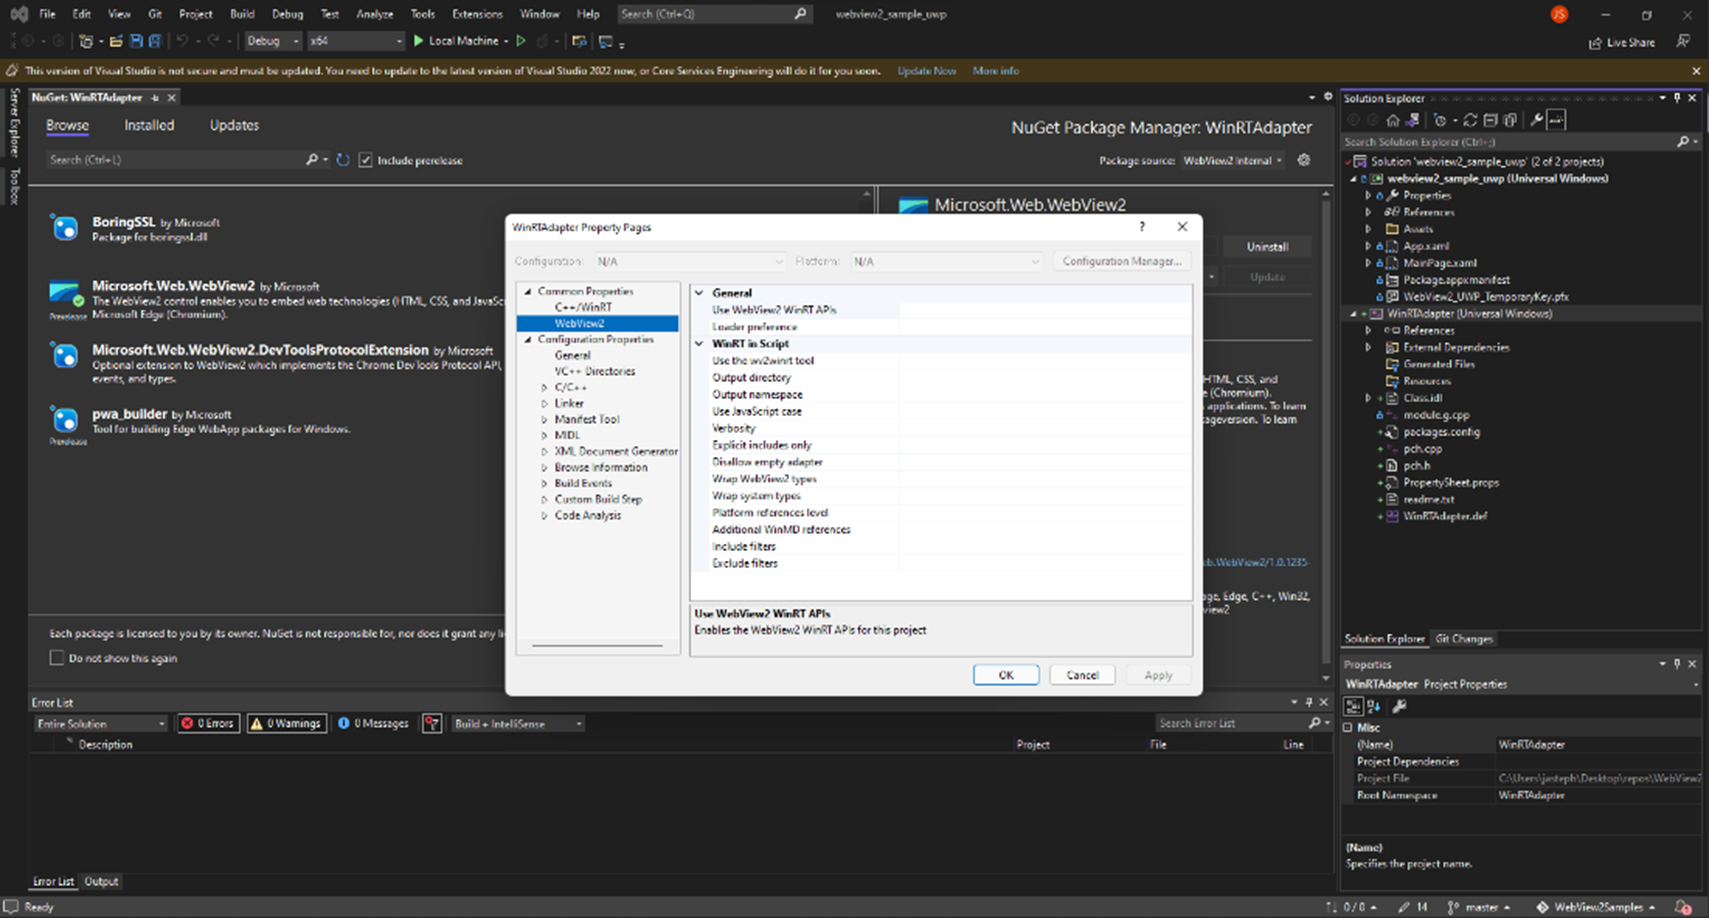 File Edit View Git Project Build Debug Test Analyze Tools Extensions Window Help Search (Ctrl+Q) webview2_sample_uwp JS
Debug x64 Local Machine Live Share
This version of Visual Studio is not secure and must be updated. You need to update to the latest version of Visual Studio 2022 now, or Core Services Engineering will do it for you soon. Update Now More info
Server Explorer
Toolbox
NuGet: WinRTAdapter
Browse Installed Updates
NuGet Package Manager: WinRTAdapter
Search (Ctrl+L) Include prerelease
Package source: WebView2 Internal
BoringSSL by Microsoft
Package for boringssl.dll
Microsoft.Web.WebView2 by Microsoft
The WebView2 control enables you to embed web technologies (HTML, CSS, and JavaSc
Prerelease
Microsoft Edge (Chromium).
Microsoft.Web.WebView2.DevToolsProtocolExtension by Microsoft
Optional extension to WebView2 which implements the Chrome DevTools Protocol API,
events, and types.
pwa_builder by Microsoft
Tool for building Edge WebApp packages for Windows.
Prerelease
Each package is licensed to you by its owner. NuGet is not responsible, nor does it grant any li
Do not show this again
Microsoft.Web.WebView2
Uninstall
Update
HTML, CSS, and
(Chromium).
applications. To learn
ageversion. To learn
ub.WebView2/1.0.1235-
age, Edge, C++, Win32,
view2
WinRTAdapter Property Pages ?
Configuration: N/A Platform: N/A Configuration Manager...
Common Properties
C++/WinRT
WebView2
Configuration Properties
General
VC++ Directories
C/C++
Linker
Manifest Tool
MIDL
XML Document Generator
Browse Information
Build Events
Custom Build Step
Code Analysis
General
Use WebView2 WinRT APIs
Loader preference
WinRT in Script
Use the wv2winrt tool
Output directory
Output namespace
Use JavaScript case
Verbosity
Explicit includes only
Disallow empty adapter
Wrap WebView2 types
Wrap system types
Platform references level
Additional WinMD references
Include filters
Exclude filters
Use WebView2 WinRT APIs
Enables the WebView2 WinRT APIs for this project
OK Cancel Apply
Solution Explorer
Search Solution Explorer (Ctrl+;)
Solution 'webview2_sample_uwp' (2 of 2 projects)
webview2_sample_uwp (Universal Windows)
Properties
References
Assets
App.xaml
MainPage.xaml
Package.appxmanifest
WebView2_UWP_TemporaryKey.pfx
WinRTAdapter (Universal Windows)
References
External Dependencies
Generated Files
Resources
Class.idl
module.g.cpp
packages.config
pch.cpp
pch.h
PropertySheet.props
readme.txt
WinRTAdapter.def
Solution Explorer Git Changes
Properties
WinRTAdapter Project Properties
Misc
(Name) WinRTAdapter
Project Dependencies
Project File C:\Users\jasteph\Desktop\repos\WebView2
Root Namespace WinRTAdapter
(Name)
Specifies the project name.
Error List
Entire Solution 0 Errors 0 Warnings 0 Messages Build + IntelliSense Search Error List
Description Project File Line
Error List Output
Ready 0 / 0 14 master WebView2Samples